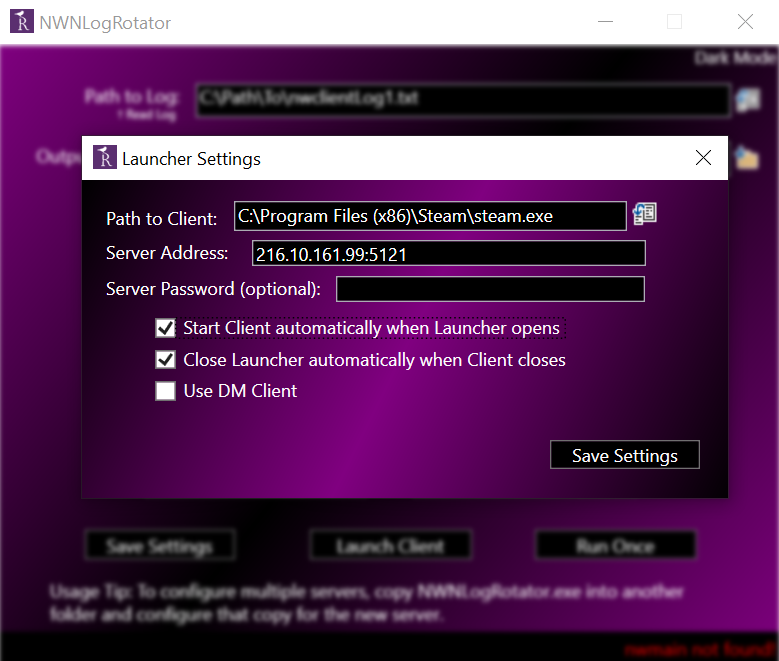 NWNLogRotator
Dark Mode
Path to Log:
C:\Path\To\nwclientLog1.txt
↑ Read Log
Launcher Settings
Path to Client:
C:\Program Files (x86)\Steam\steam.exe
Server Address:
216.10.161.99:5121
Server Password (optional):
Start Client automatically when Launcher opens
Close Launcher automatically when Client closes
Use DM Client
Save Settings
Save Settings
Launch Client
Run Once
Usage Tip: To configure multiple servers, copy NWNLogRotator.exe into another
folder and configure that copy for the new server.
nwmain not found!